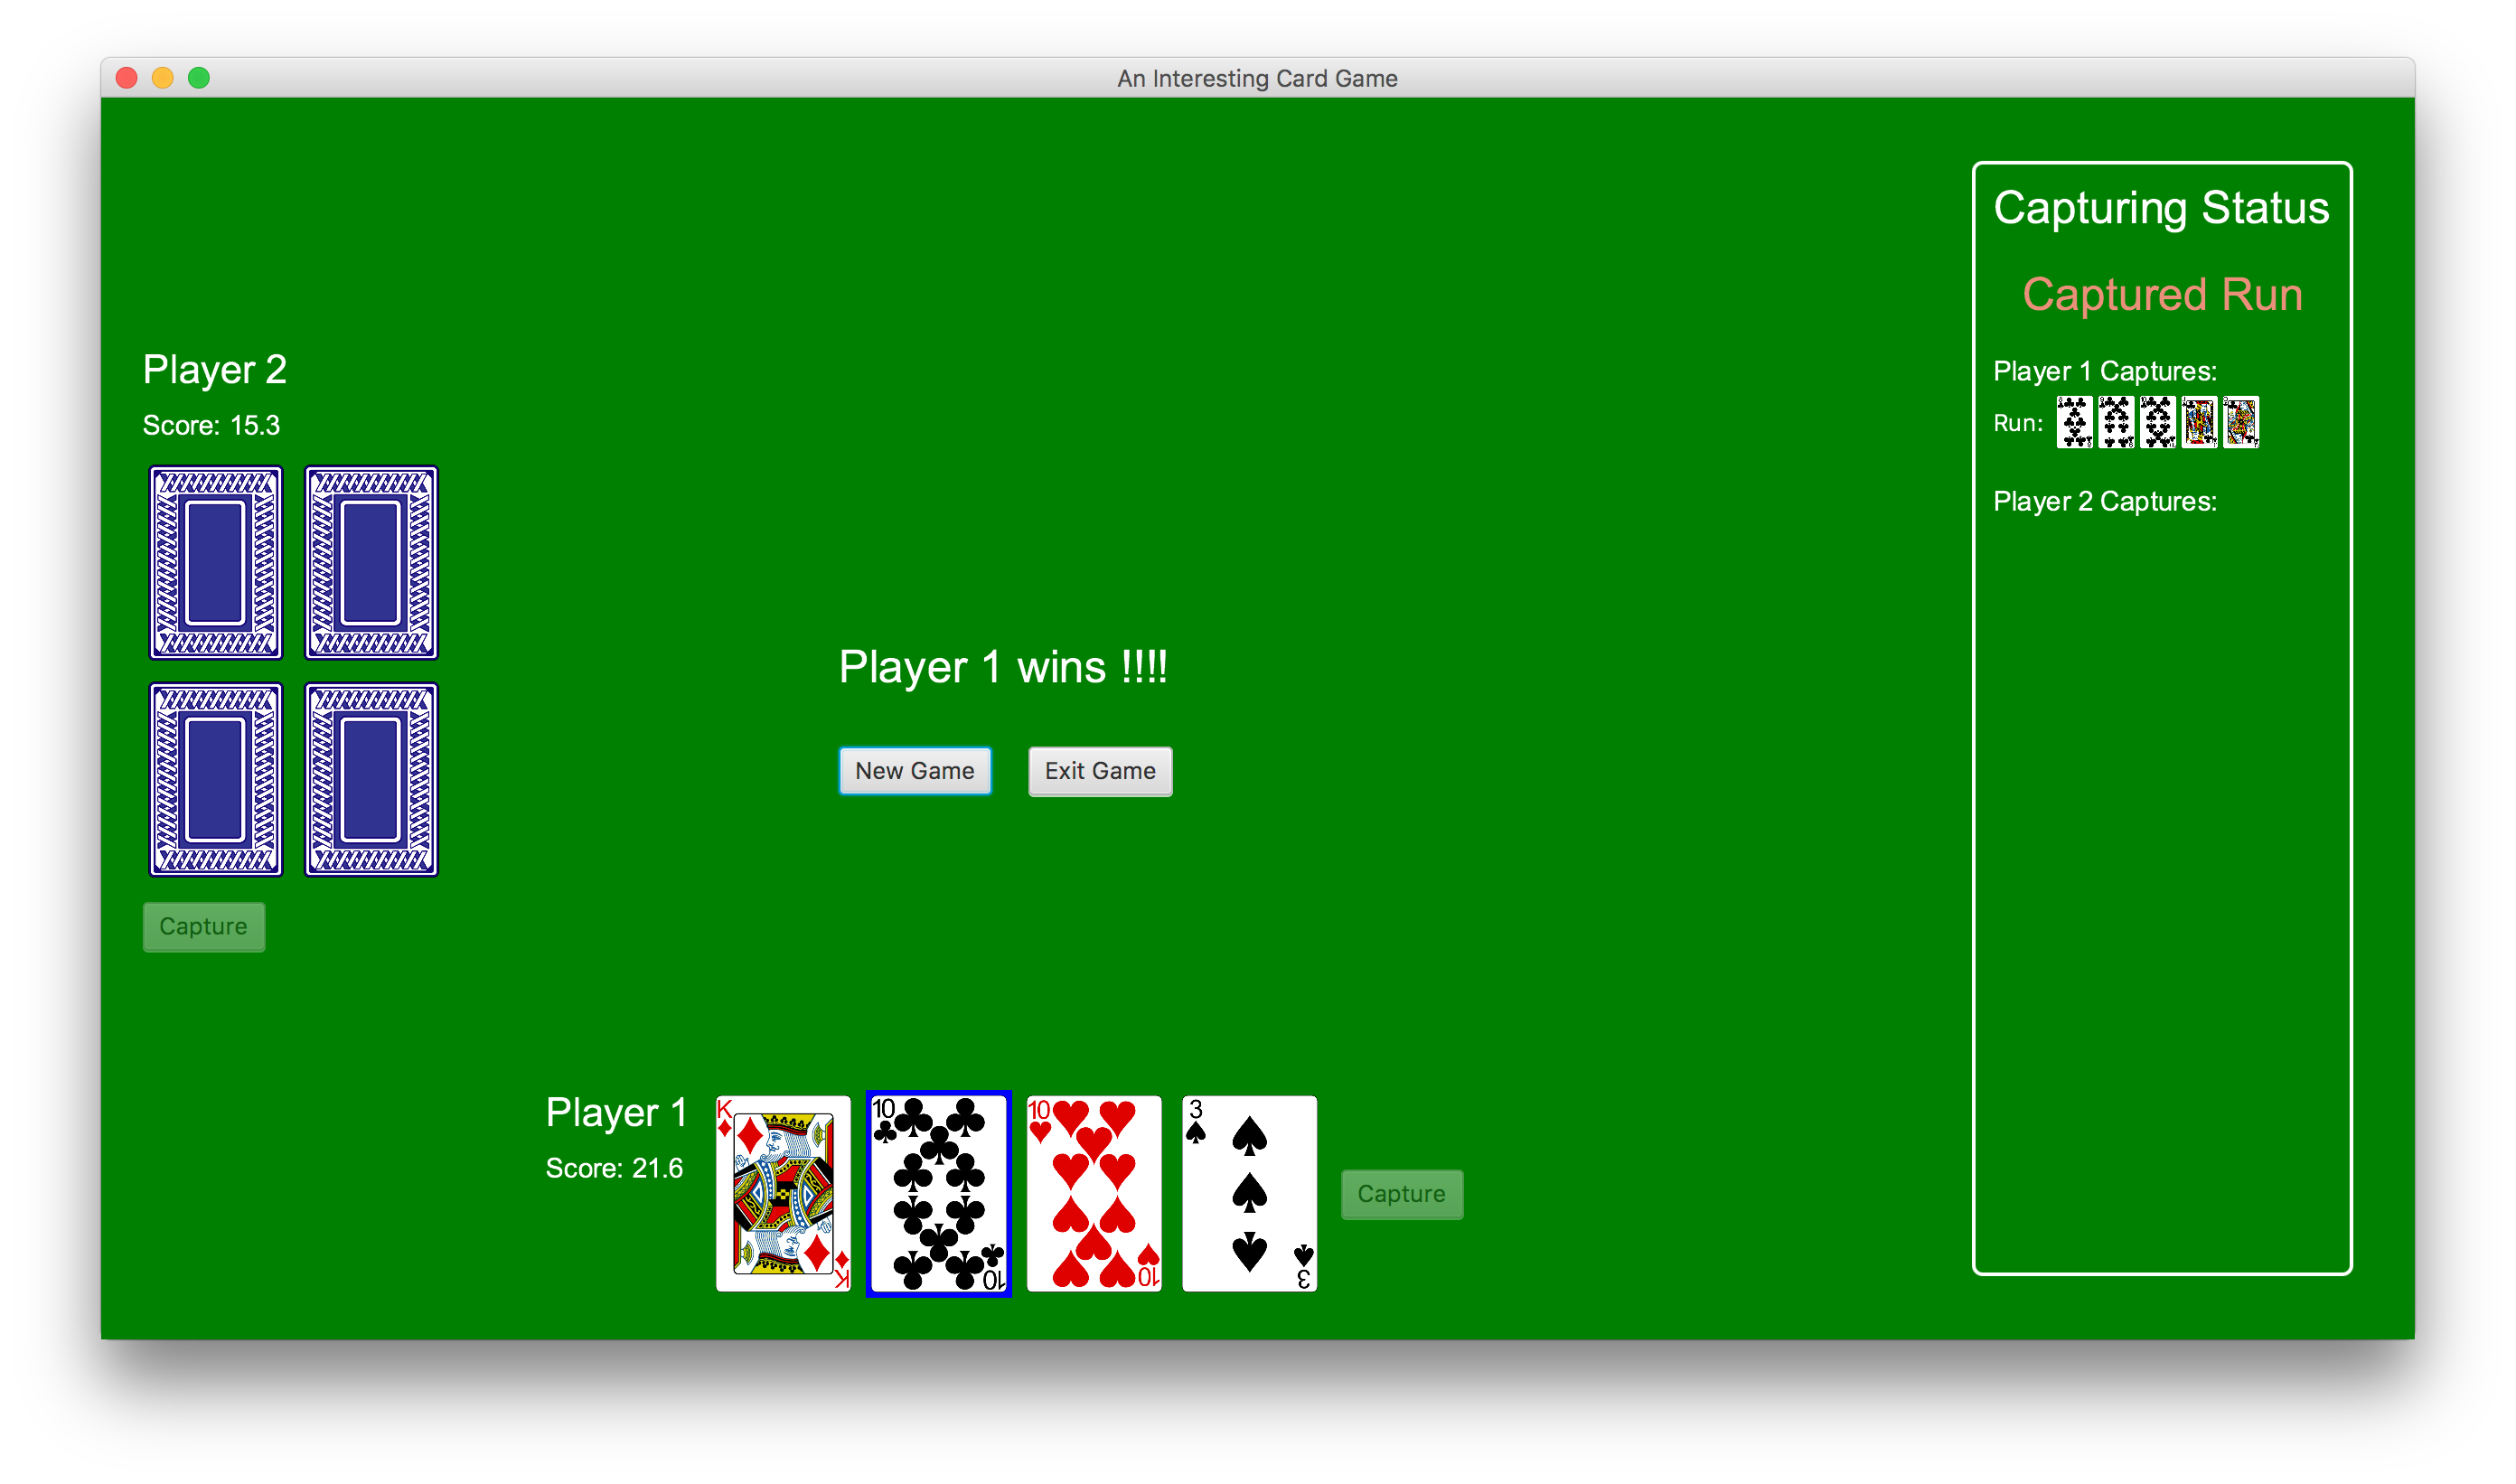 An Interesting Card Game
Capturing Status
Captured Run
Player 1 Captures:
Run:
Player 2 Captures:
Player 2
Score: 15.3
Capture
Player 1 wins !!!!
New Game
Exit Game
Player 1
Score: 21.6
K
K
10
10
10
10
3
3
Capture